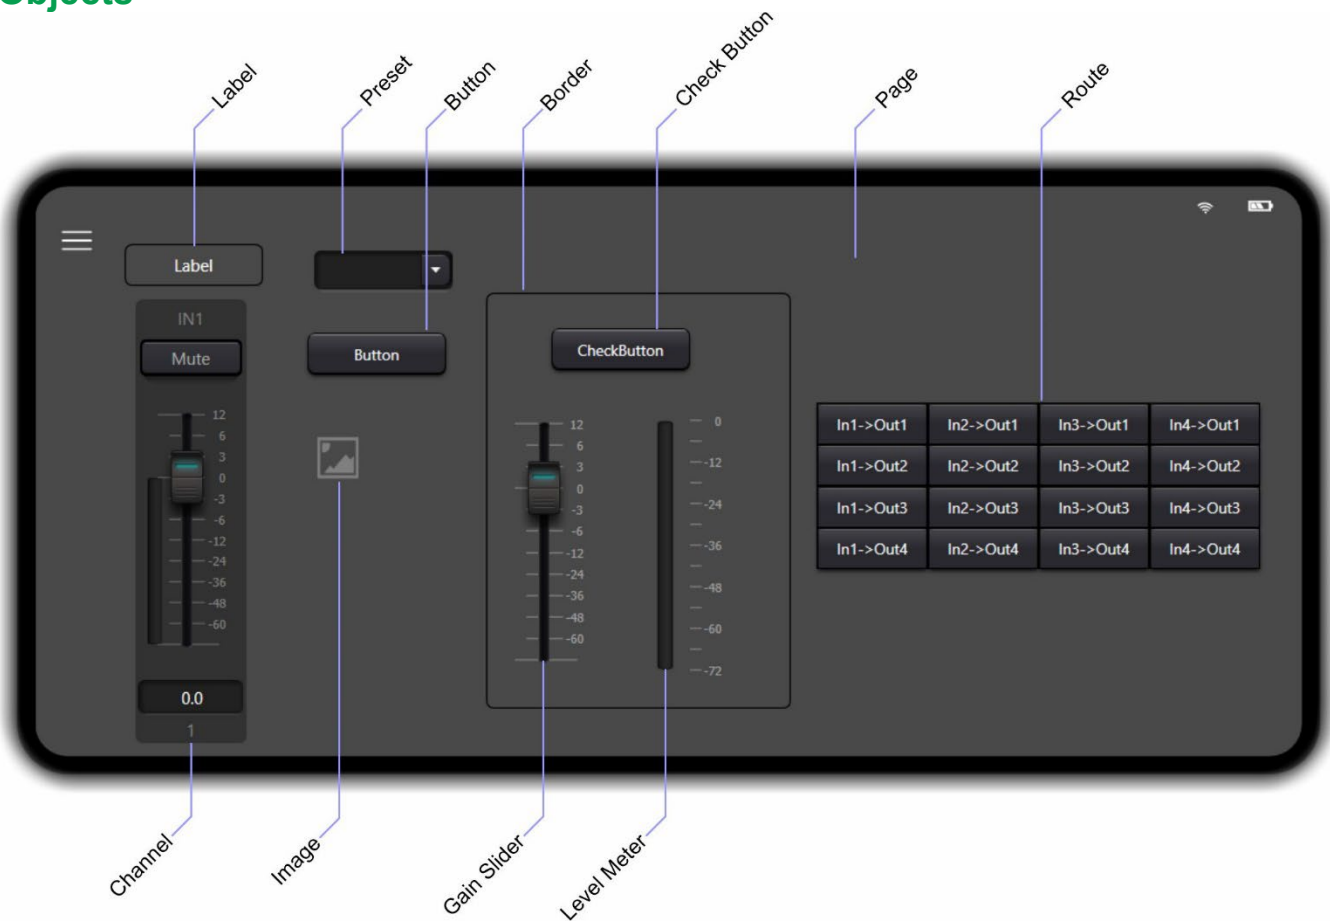 Objects
Label
Preset
Button
Border
Check Button
Page
Route
Label
IN1
Mute
12
6
3
0
-3
-6
-12
-24
-36
-48
-60
0.0
1
Button
CheckButton
12
6
3
0
-3
-6
-12
-24
-36
-48
-60
0
-12
-24
-36
-48
-60
-72
In1->Out1 In2->Out1 In3->Out1 In4->Out1
In1->Out2 In2->Out2 In3->Out2 In4->Out2
In1->Out3 In2->Out3 In3->Out3 In4->Out3
In1->Out4 In2->Out4 In3->Out4 In4->Out4
Channel
Image
Gain Slider
Level Meter